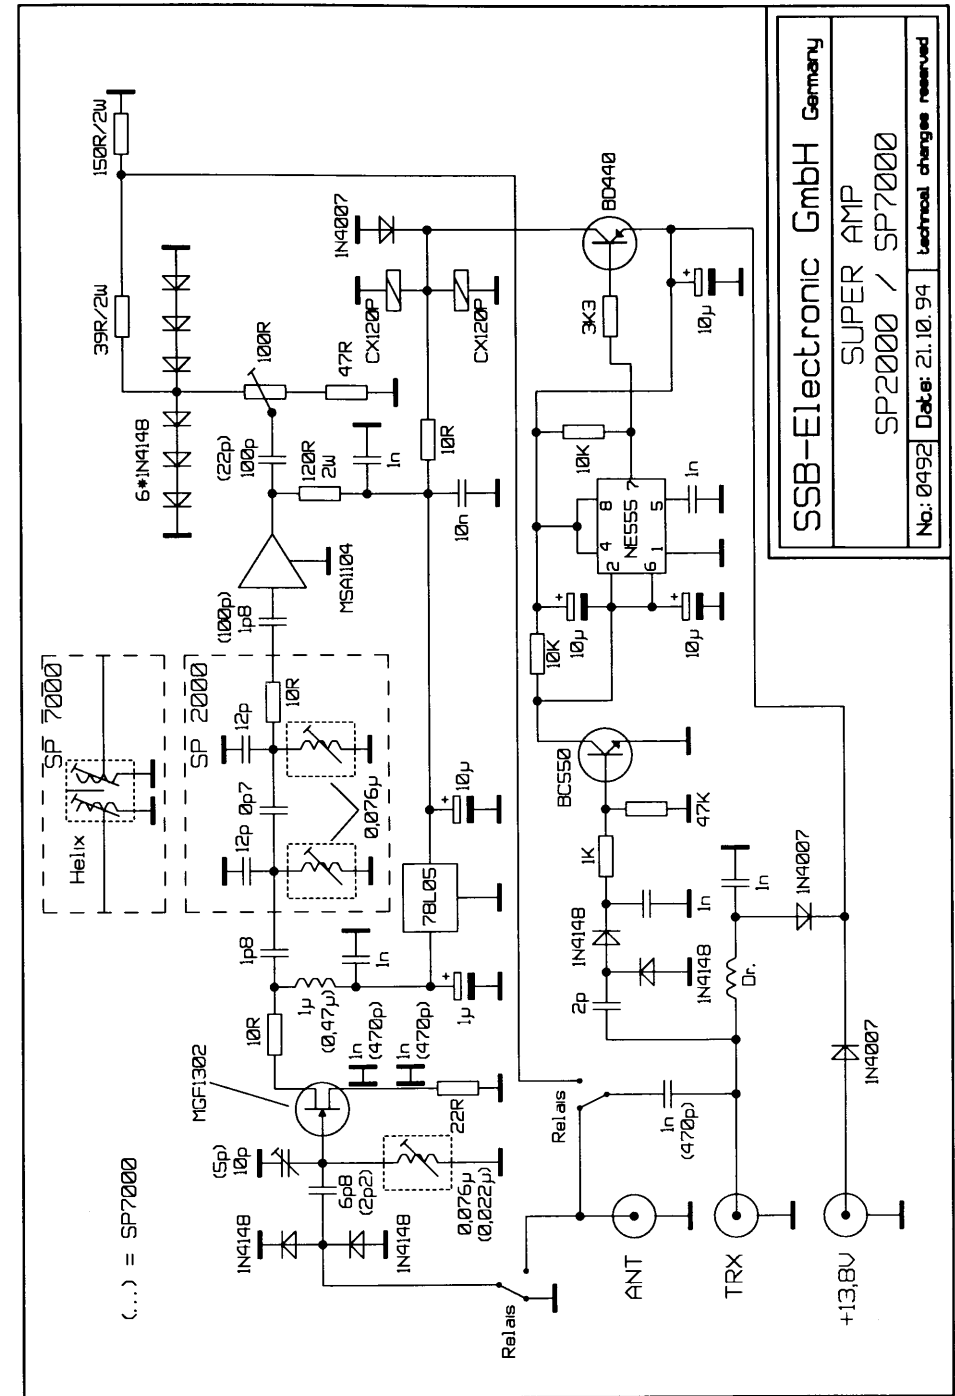 (...) = SP7000
SP 7000
Helix
SP 2000
12p
0p7
12p
10R
0,076µ
6*1N4148
39R/2W
150R/2W
100R
47R
(22p)
100p
120R
2W
1n
(100p)
1p8
MSA1104
1p8
10R
1µ
(0,47µ)
1n
MGF1302
1n
(470p)
1n
(470p)
22R
(5p)
10p
6p8
(2p2)
0,076µ
(0,022µ)
1N4148
1N4148
78L05
1µ
+
10µ
+
10n
10R
CX120P
CX120P
1N4007
BD440
3K3
10µ
+
10K
NE555
2
4
8
7
6
1
5
1n
10µ
+
10µ
+
10K
BC550
1K
47K
1N4148
1n
2p
1N4148
Dr.
1n
1N4007
1N4007
Relais
Relais
1n
(470p)
ANT
TRX
+13,8V
SSB-Electronic GmbH Germany
SUPER AMP
SP2000 / SP7000
No.: 0492 Date: 21.10.94 technical changes reserved